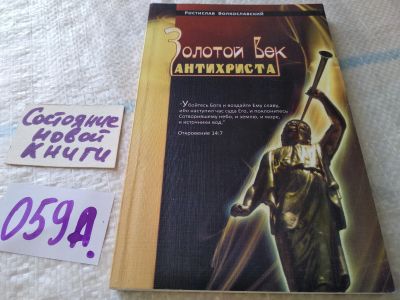 Ростислав Волкославский
Золотой Век
АНТИХРИСТА
"Убойтесь Бога и воздайте Ему славу,
ибо наступил час суда Его, и поклонитесь
Сотворившему небо, и землю, и море,
и источники вод."
Откровение 14:7
Состояние
новой
книги
059д.